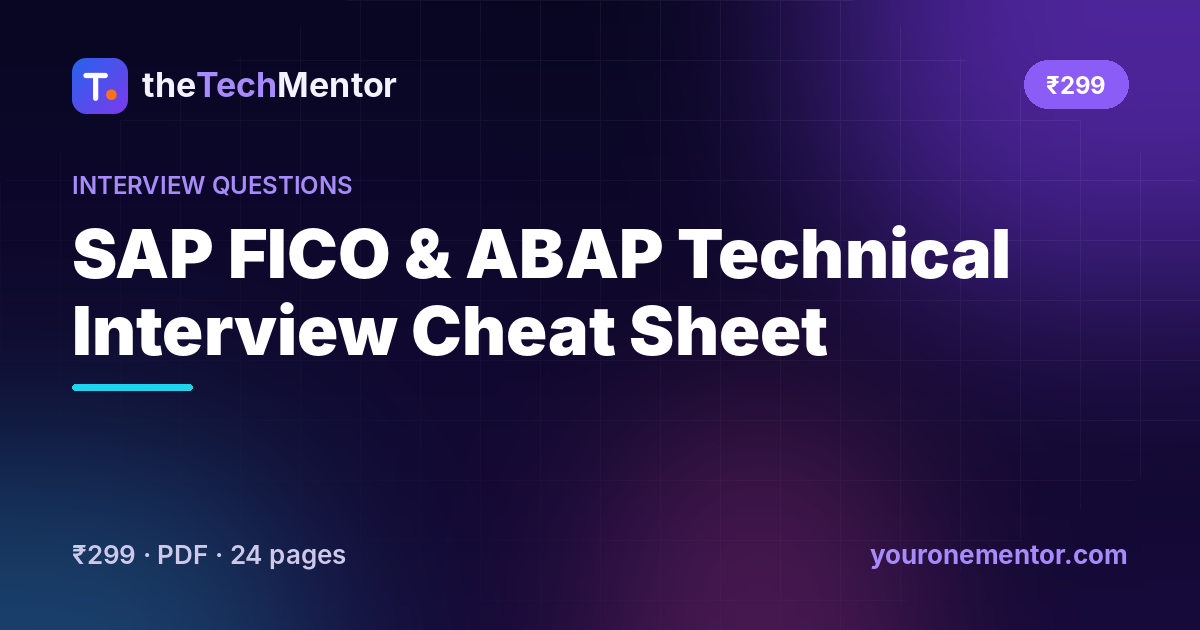 T.
theTechMentor
₹299
INTERVIEW QUESTIONS
SAP FICO & ABAP Technical
Interview Cheat Sheet
₹299 · PDF · 24 pages
youronementor.com